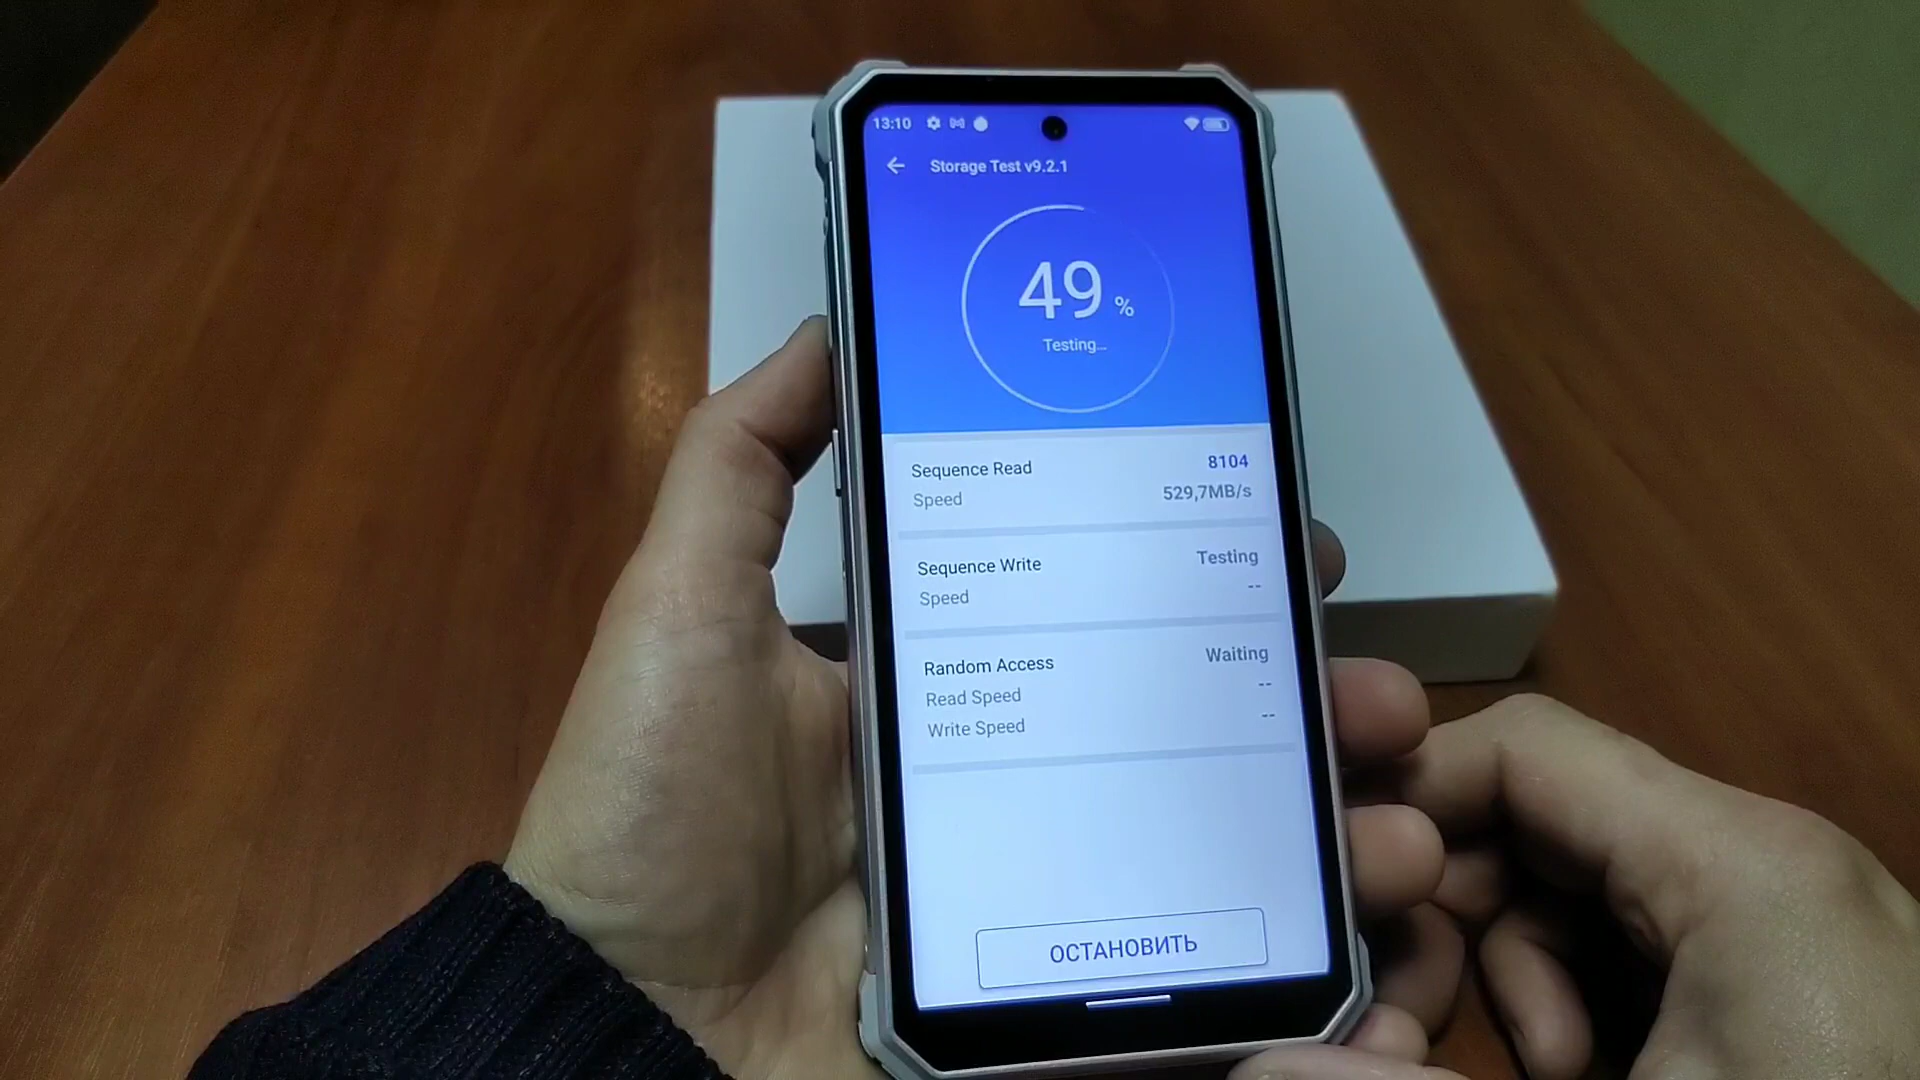 13:10
Storage Test v9.2.1
49 %
Testing...
Sequence Read 8104
Speed 529,7MB/s
Sequence Write Testing
Speed --
Random Access Waiting
Read Speed --
Write Speed --
ОСТАНОВИТЬ